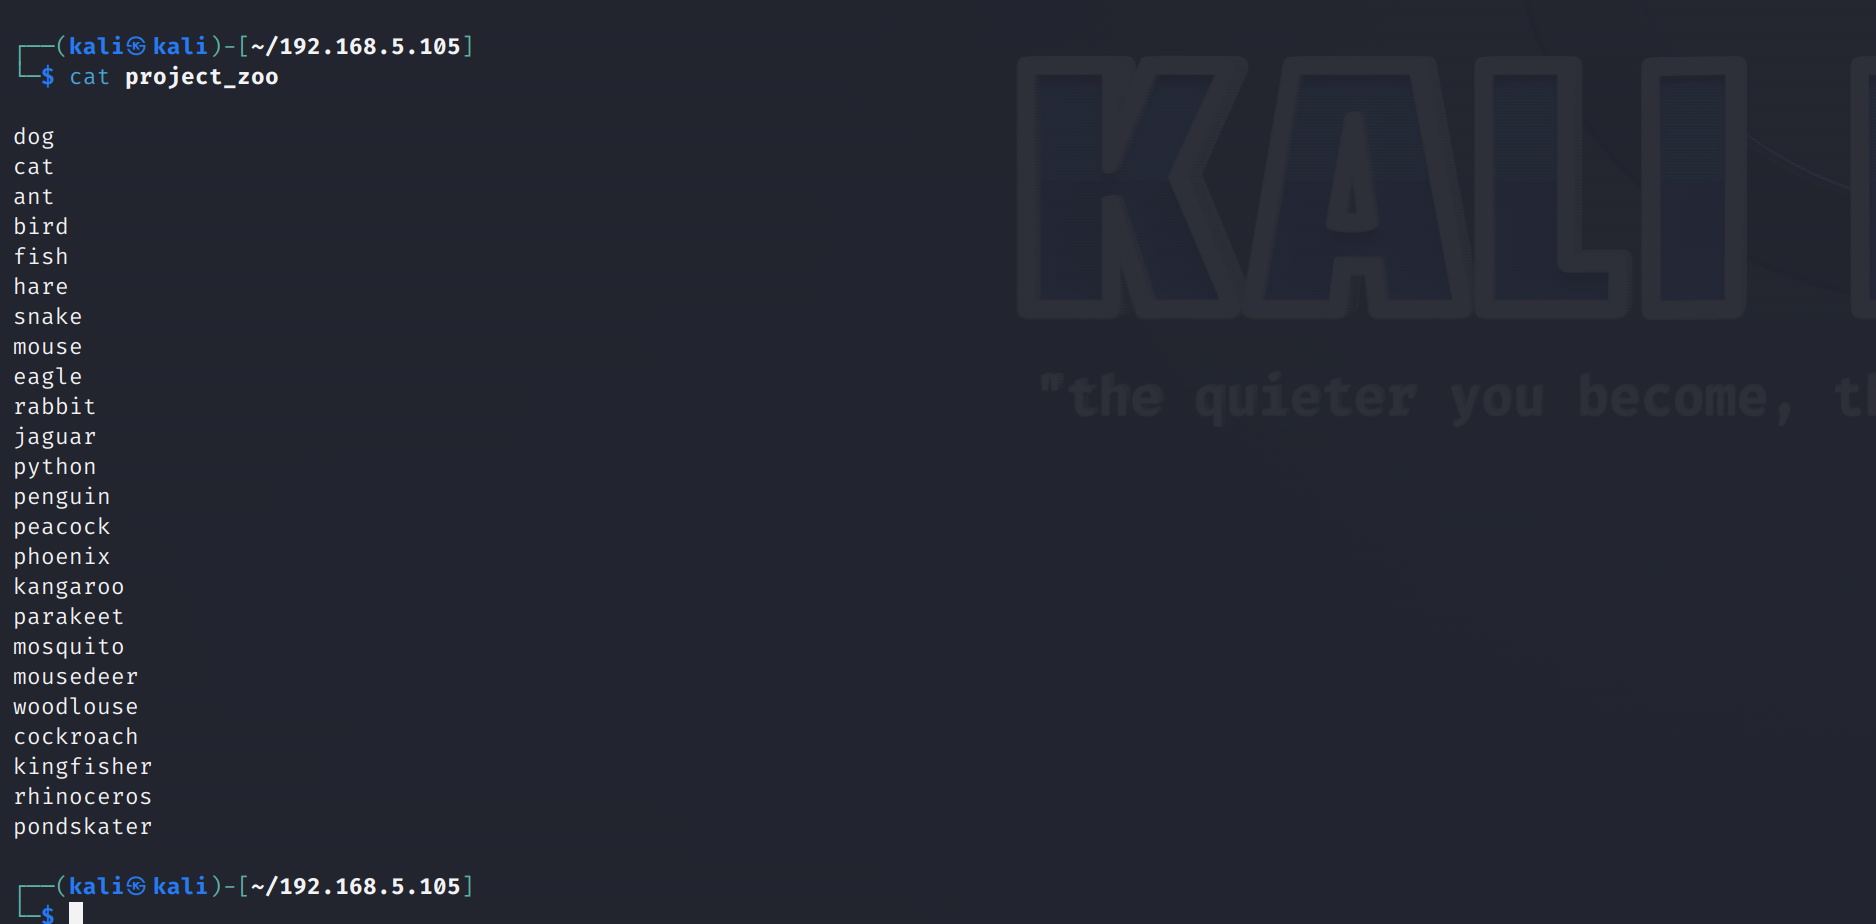 ┌──(kali㉿kali)-[~/192.168.5.105]
└─$ cat project_zoo
dog
cat
ant
bird
fish
hare
snake
mouse
eagle
rabbit
jaguar
python
penguin
peacock
phoenix
kangaroo
parakeet
mosquito
mousedeer
woodlouse
cockroach
kingfisher
rhinoceros
pondskater
┌──(kali㉿kali)-[~/192.168.5.105]
└─$
KALI
"the quieter you become, th